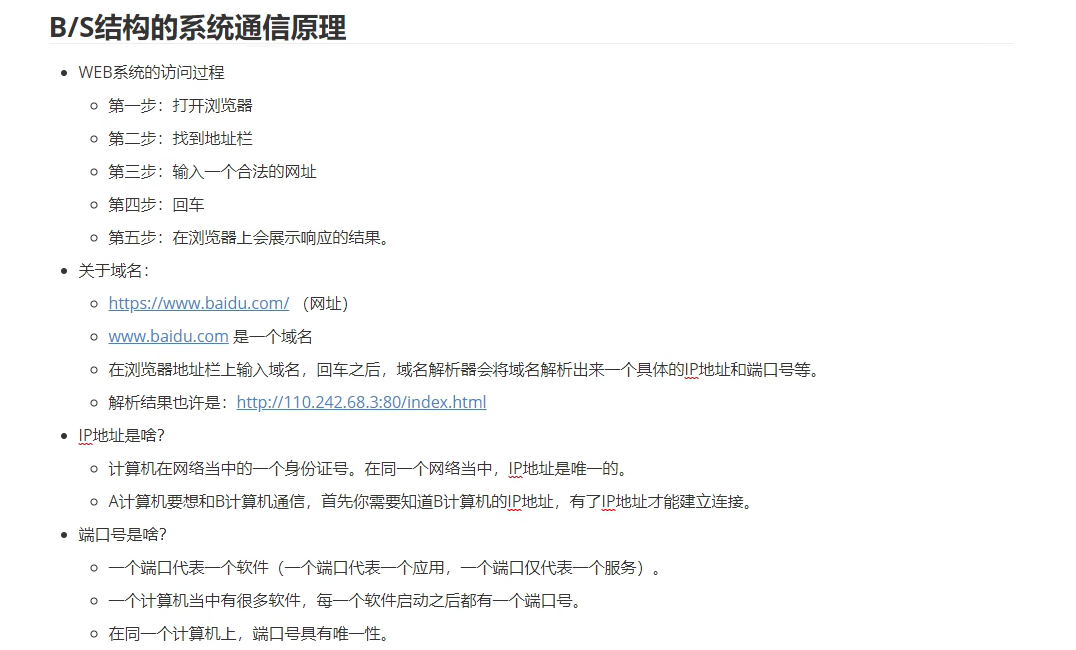 B/S结构的系统通信原理
WEB系统的访问过程
第一步：打开浏览器
第二步：找到地址栏
第三步：输入一个合法的网址
第四步：回车
第五步：在浏览器上会展示响应的结果。
关于域名：
https://www.baidu.com/ （网址）
www.baidu.com 是一个域名
在浏览器地址栏上输入域名，回车之后，域名解析器会将域名解析出来一个具体的IP地址和端口号等。
解析结果也许是：http://110.242.68.3:80/index.html
IP地址是啥？
计算机在网络当中的一个身份证号。在同一个网络当中，IP地址是唯一的。
A计算机要想和B计算机通信，首先你需要知道B计算机的IP地址，有了IP地址才能建立连接。
端口号是啥？
一个端口代表一个软件（一个端口代表一个应用，一个端口仅代表一个服务）。
一个计算机当中有很多软件，每一个软件启动之后都有一个端口号。
在同一个计算机上，端口号具有唯一性。